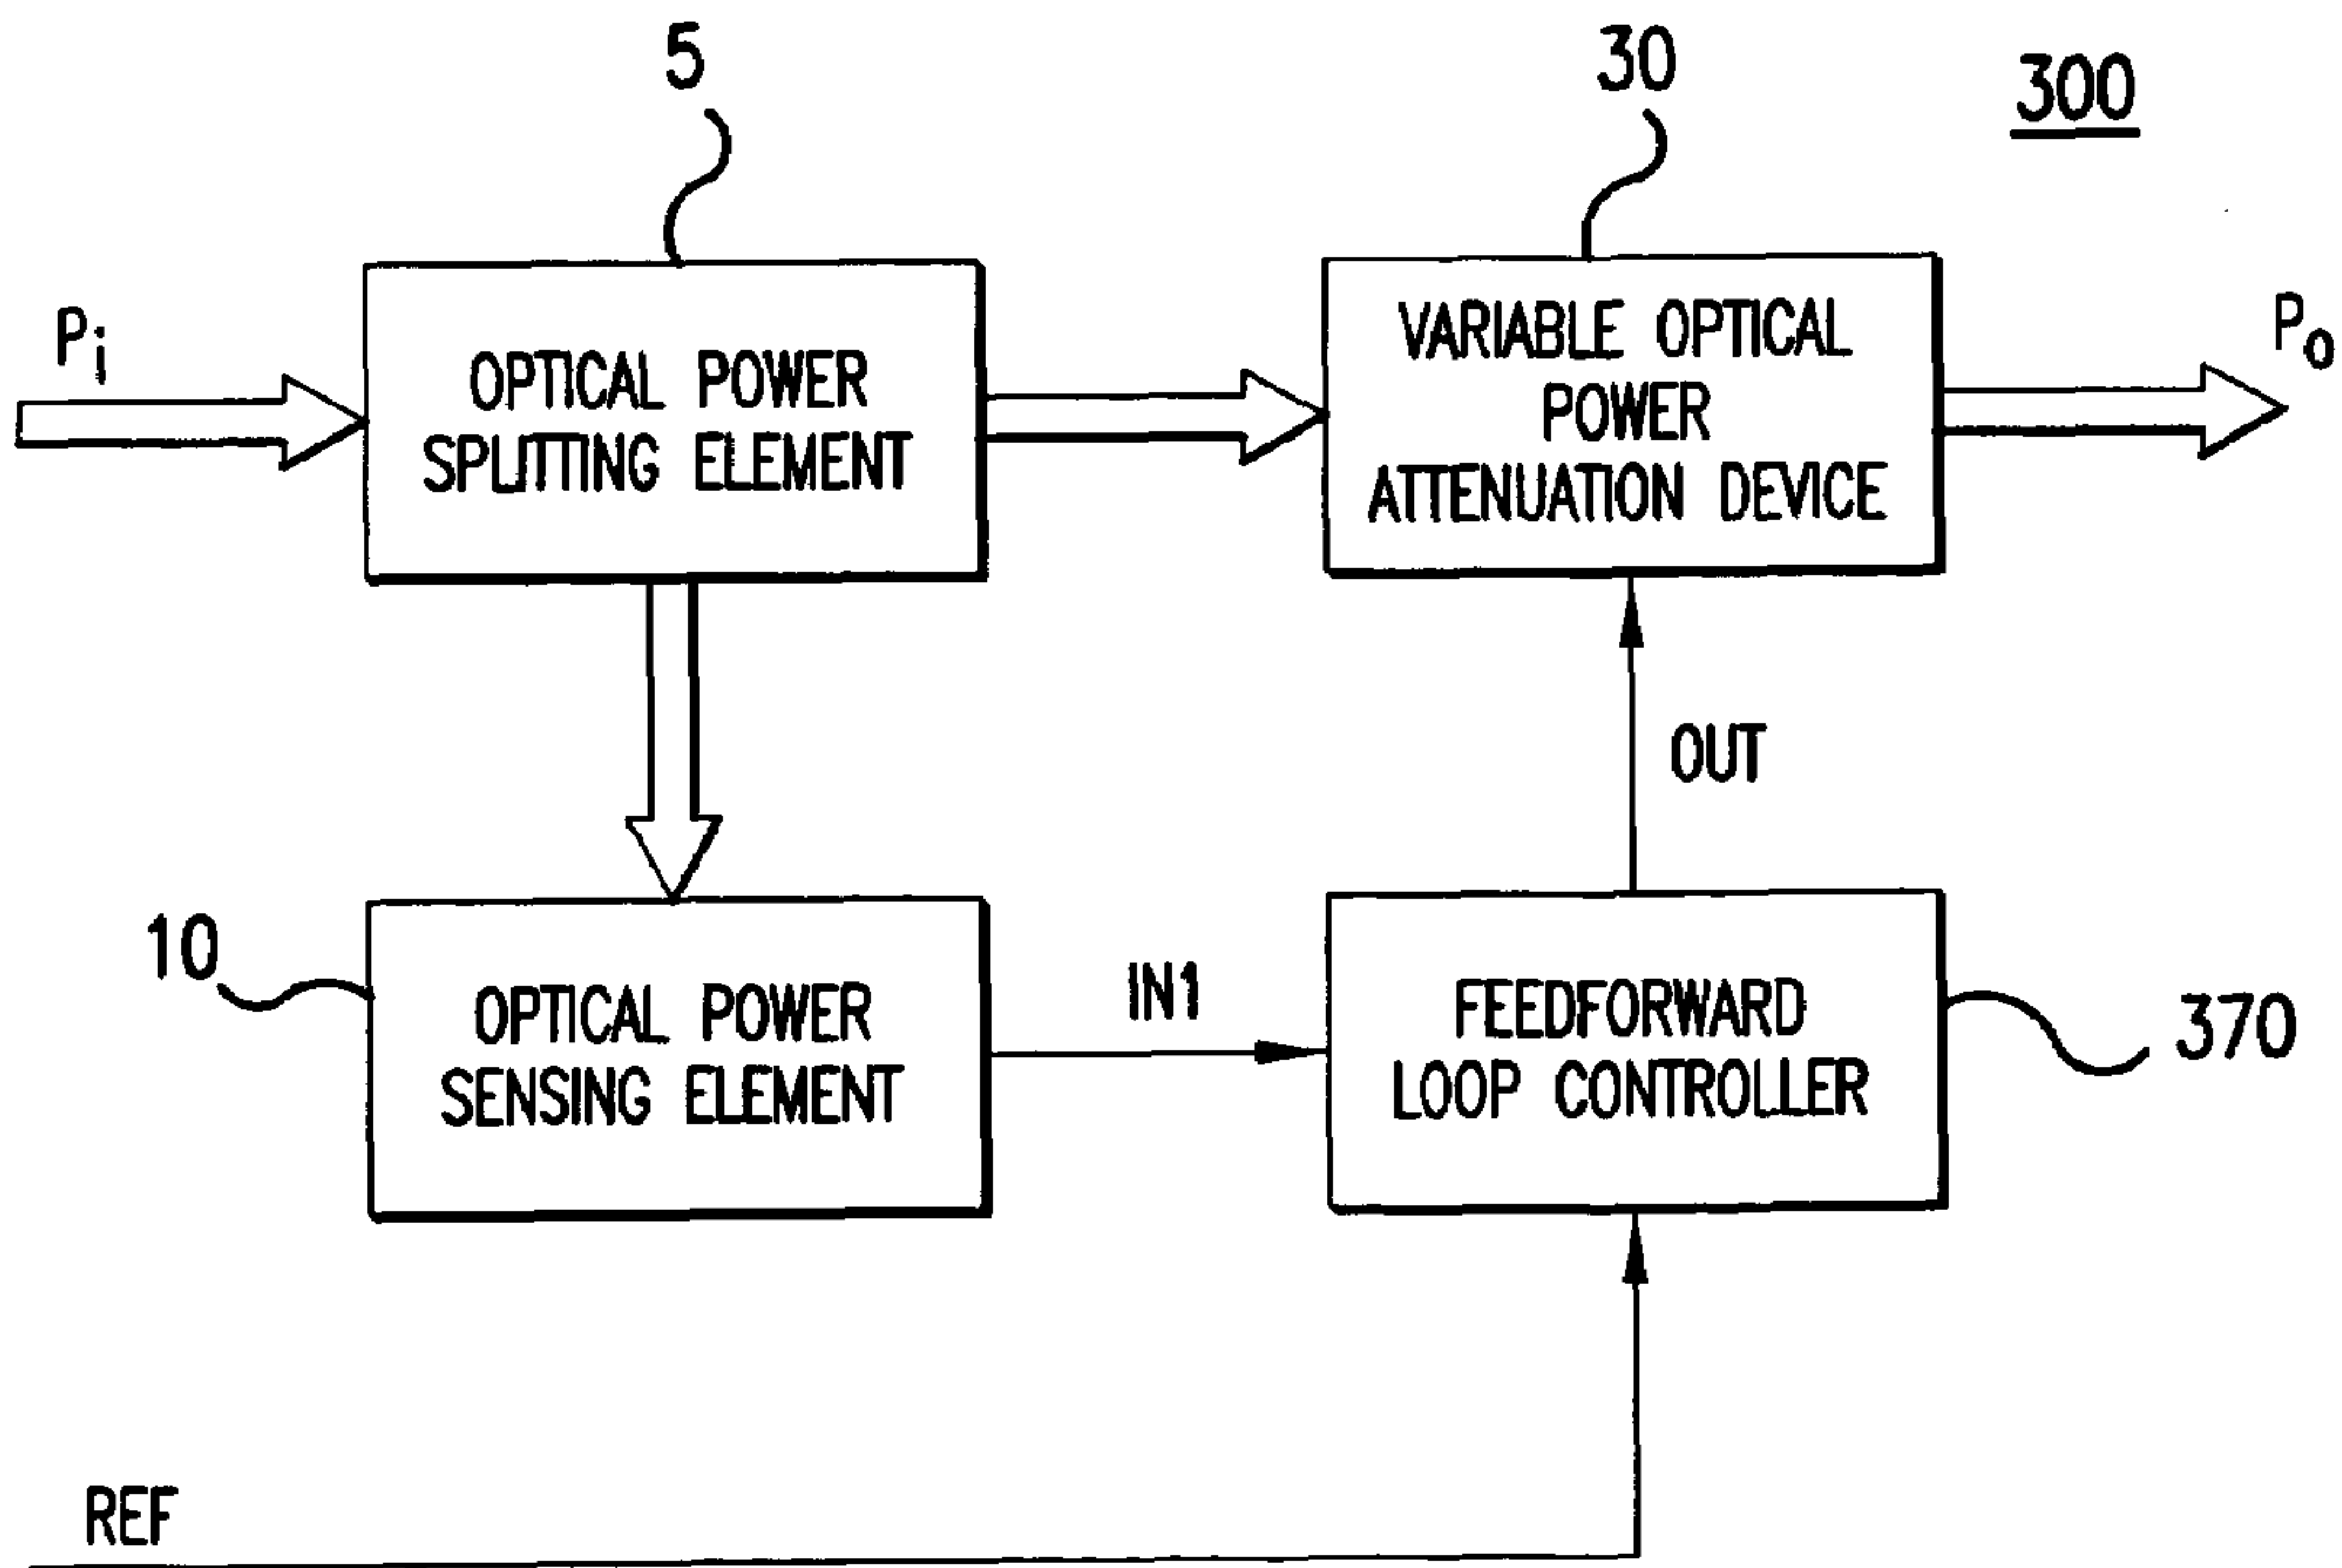 5
30
300
Pi
OPTICAL POWER
SPLITTING ELEMENT
VARIABLE OPTICAL
POWER
ATTENUATION DEVICE
Po
OUT
10
OPTICAL POWER
SENSING ELEMENT
IN1
FEEDFORWARD
LOOP CONTROLLER
370
REF